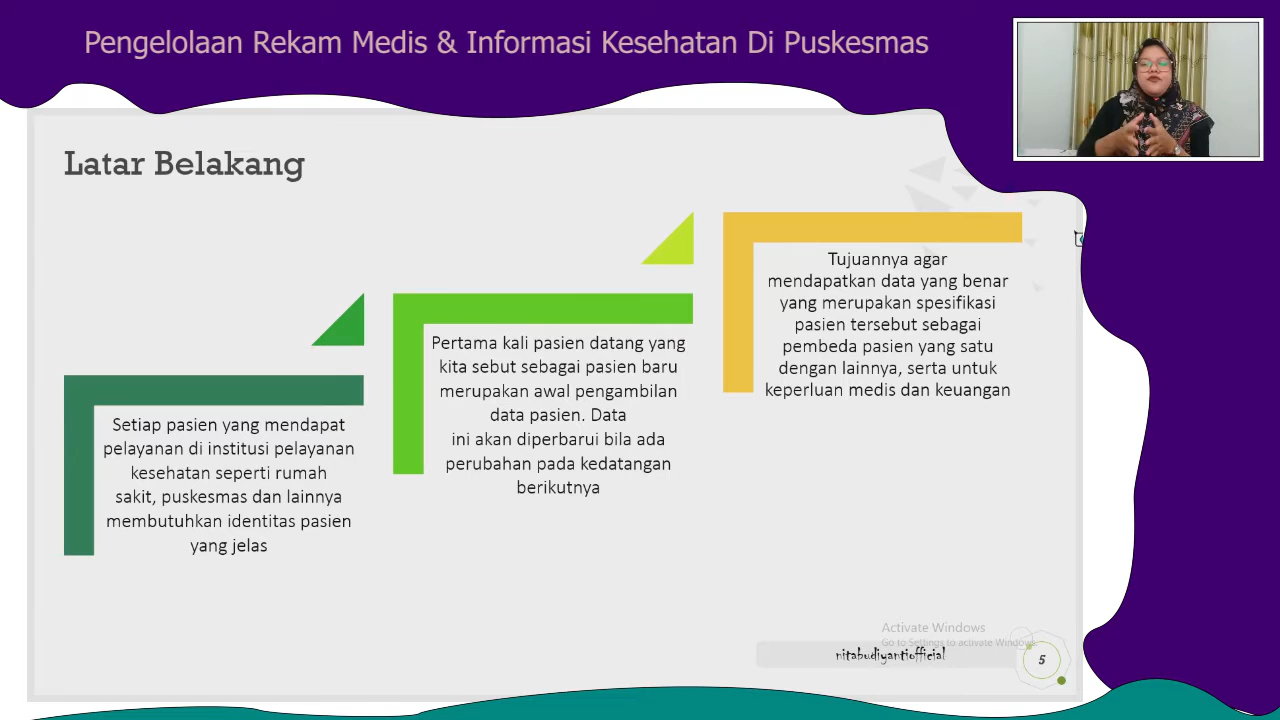 Pengelolaan Rekam Medis & Informasi Kesehatan Di Puskesmas
Latar Belakang
Setiap pasien yang mendapat
pelayanan di institusi pelayanan
kesehatan seperti rumah
sakit, puskesmas dan lainnya
membutuhkan identitas pasien
yang jelas
Pertama kali pasien datang yang
kita sebut sebagai pasien baru
merupakan awal pengambilan
data pasien. Data
ini akan diperbarui bila ada
perubahan pada kedatangan
berikutnya
Tujuannya agar
mendapatkan data yang benar
yang merupakan spesifikasi
pasien tersebut sebagai
pembeda pasien yang satu
dengan lainnya, serta untuk
keperluan medis dan keuangan
Activate Windows
Go to Settings to activate Windows.
nitabudiyantiofficial
5